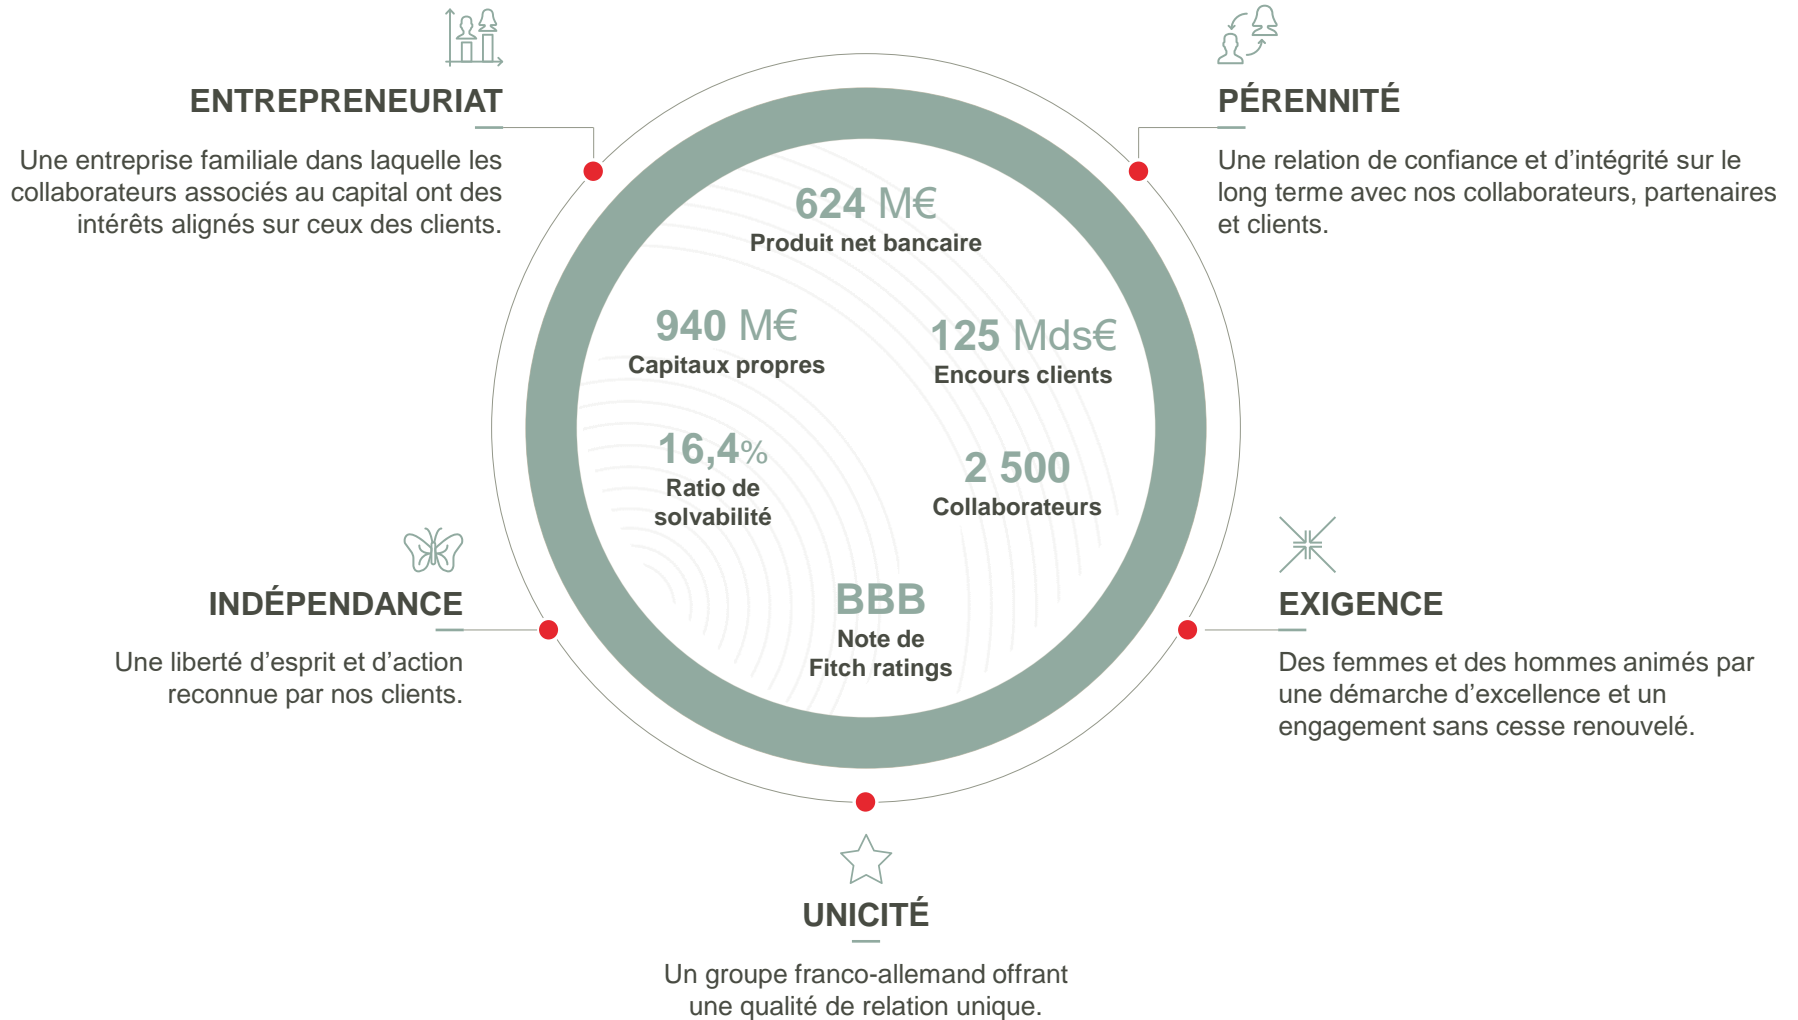 ENTREPRENEURIAT
Une entreprise familiale dans laquelle les
collaborateurs associés au capital ont des
intérêts alignés sur ceux des clients.
PÉRENNITÉ
Une relation de confiance et d’intégrité sur le
long terme avec nos collaborateurs, partenaires
et clients.
624 M€
Produit net bancaire
940 M€
Capitaux propres
125 Mds€
Encours clients
16,4%
Ratio de
solvabilité
2 500
Collaborateurs
BBB
Note de
Fitch ratings
INDÉPENDANCE
Une liberté d’esprit et d’action
reconnue par nos clients.
EXIGENCE
Des femmes et des hommes animés par
une démarche d’excellence et un
engagement sans cesse renouvelé.
UNICITÉ
Un groupe franco-allemand offrant
une qualité de relation unique.